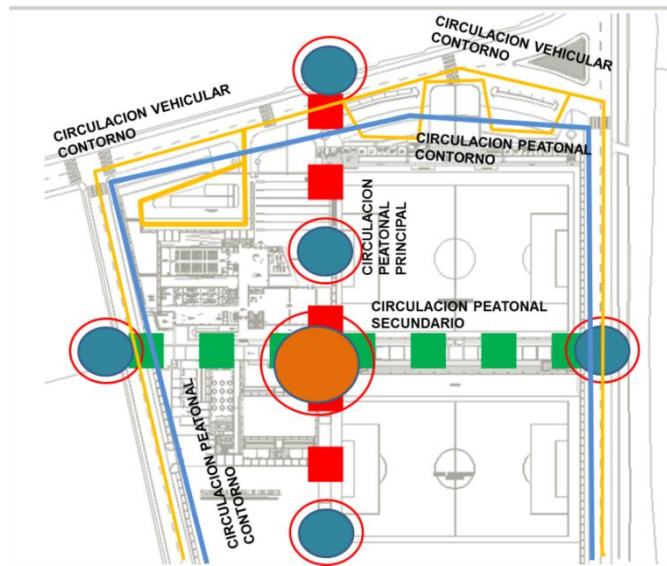 CIRCULACION VEHICULAR
CONTORNO
CIRCULACION VEHICULAR
CONTORNO
CIRCULACION PEATONAL
CONTORNO
CIRCULACION
PEATONAL
PRINCIPAL
CIRCULACION PEATONAL
SECUNDARIO
CIRCULACION PEATONAL
CONTORNO